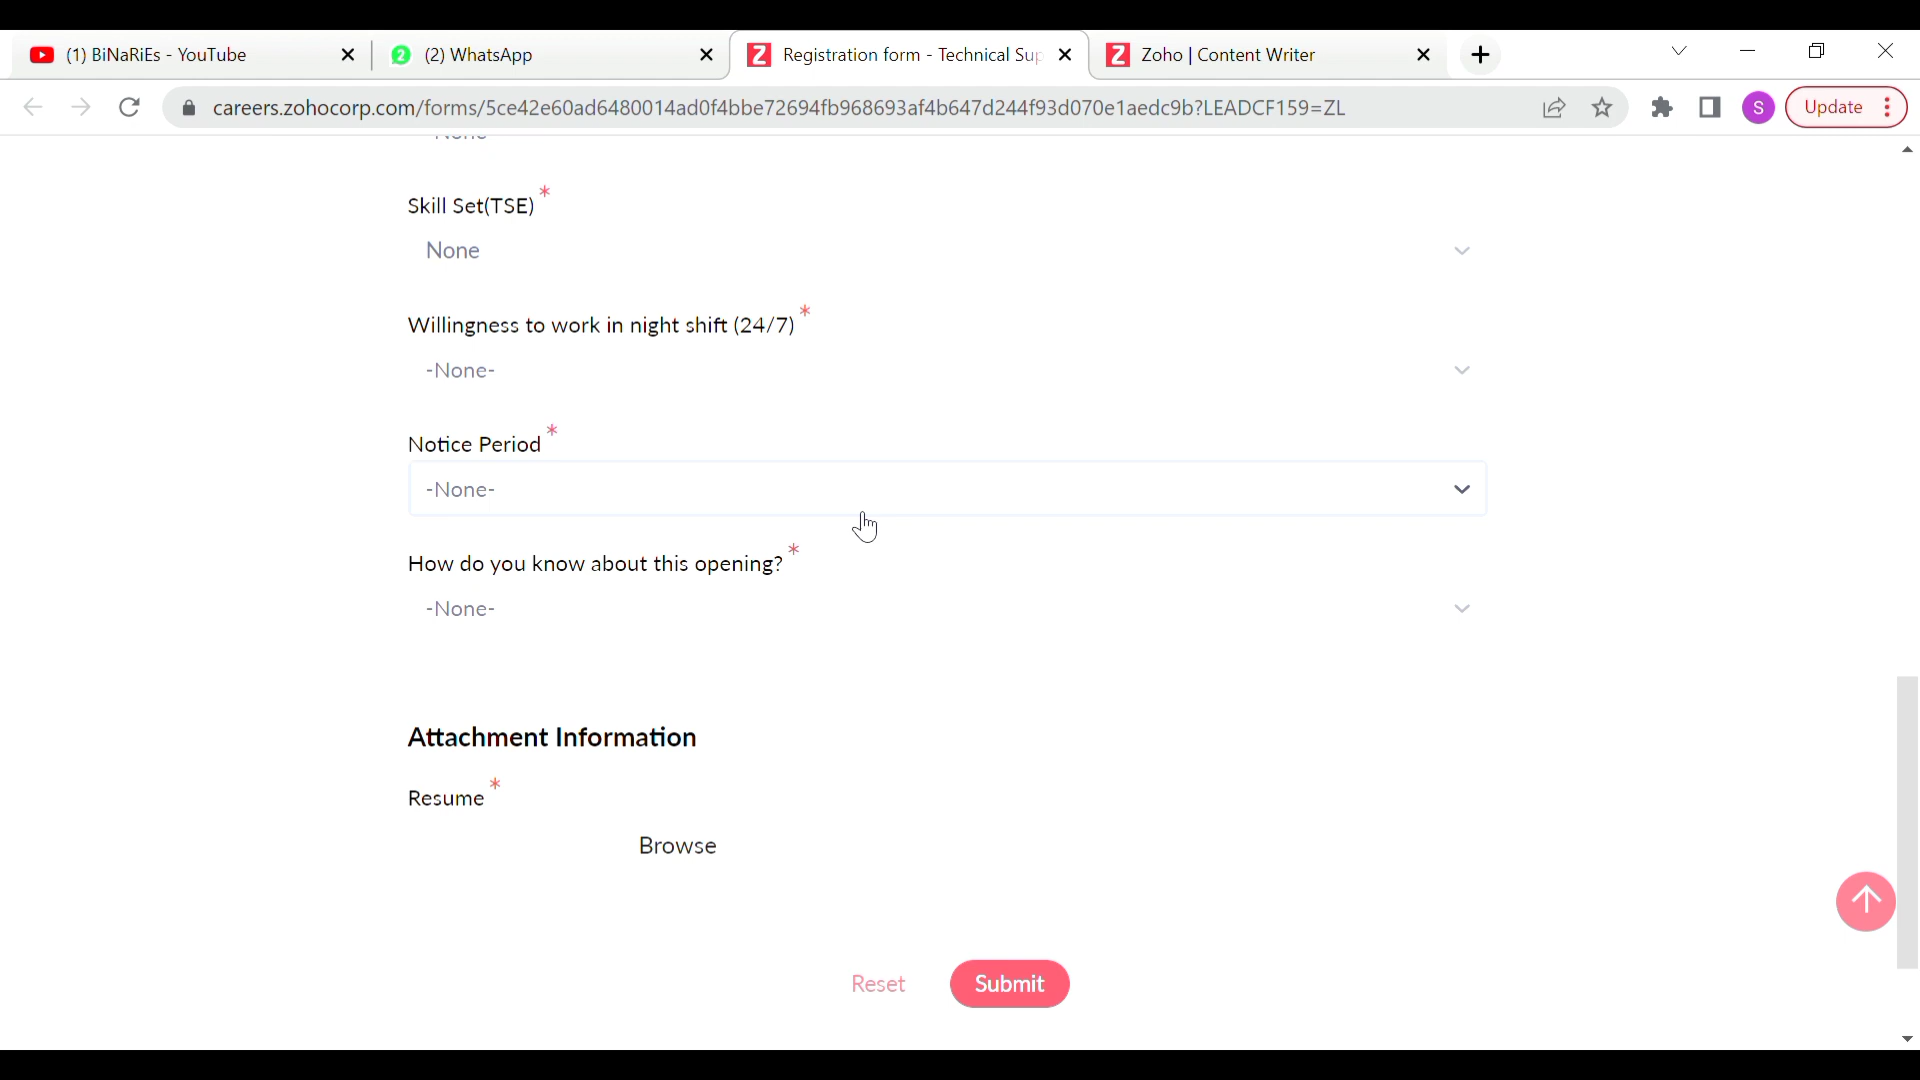 (1) BiNaRiEs - YouTube
2 (2) WhatsApp
Z Registration form - Technical Sup
Z Zoho | Content Writer
careers.zohocorp.com/forms/5ce42e60ad6480014ad0f4bbe72694fb968693af4b647d244f93d070e1aedc9b?LEADCF159=ZL
S
Update
None
Skill Set(TSE) *
None
Willingness to work in night shift (24/7) *
-None-
Notice Period *
-None-
How do you know about this opening? *
-None-
Attachment Information
Resume *
Browse
Reset
Submit